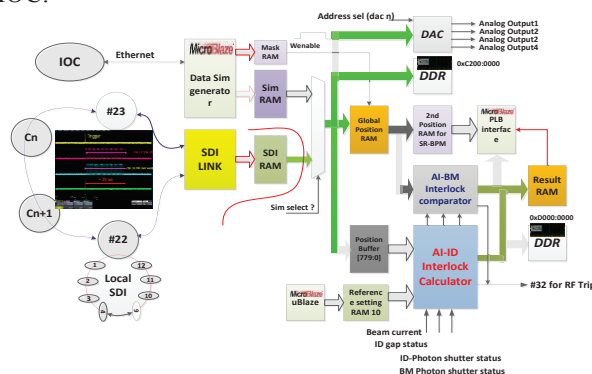 IOC:
Address sel (dac n)
Analog Output1
Analog Output2
Analog Output2
Analog Output4
DAC
IOC
Ethernet
MicroBlaze
Data Sim
generato
r
Mask
RAM
Wenable
Sim
RAM
DDR
0xC200:0000
#23
Cn
Trigger
Cn+1
#22
SDI
LINK
SDI
RAM
Sim select ?
Global
Position
RAM
2nd
Position
RAM for
SR-BPM
MicroBlaze
PLB
interfac
e
AI-BM
Interlock
comparator
Result
RAM
0xD000:0000
DDR
Local
SDI
1
2
3
4
9
10
11
12
Position
Buffer
[779:0]
AI-ID
Interlock
Calculator
MicroBlaze
uBlaze
Referenc
e setting
RAM 10
#32 for RF Trip
Beam current
ID gap status
ID-Photon shutter status
BM Photon shutter status